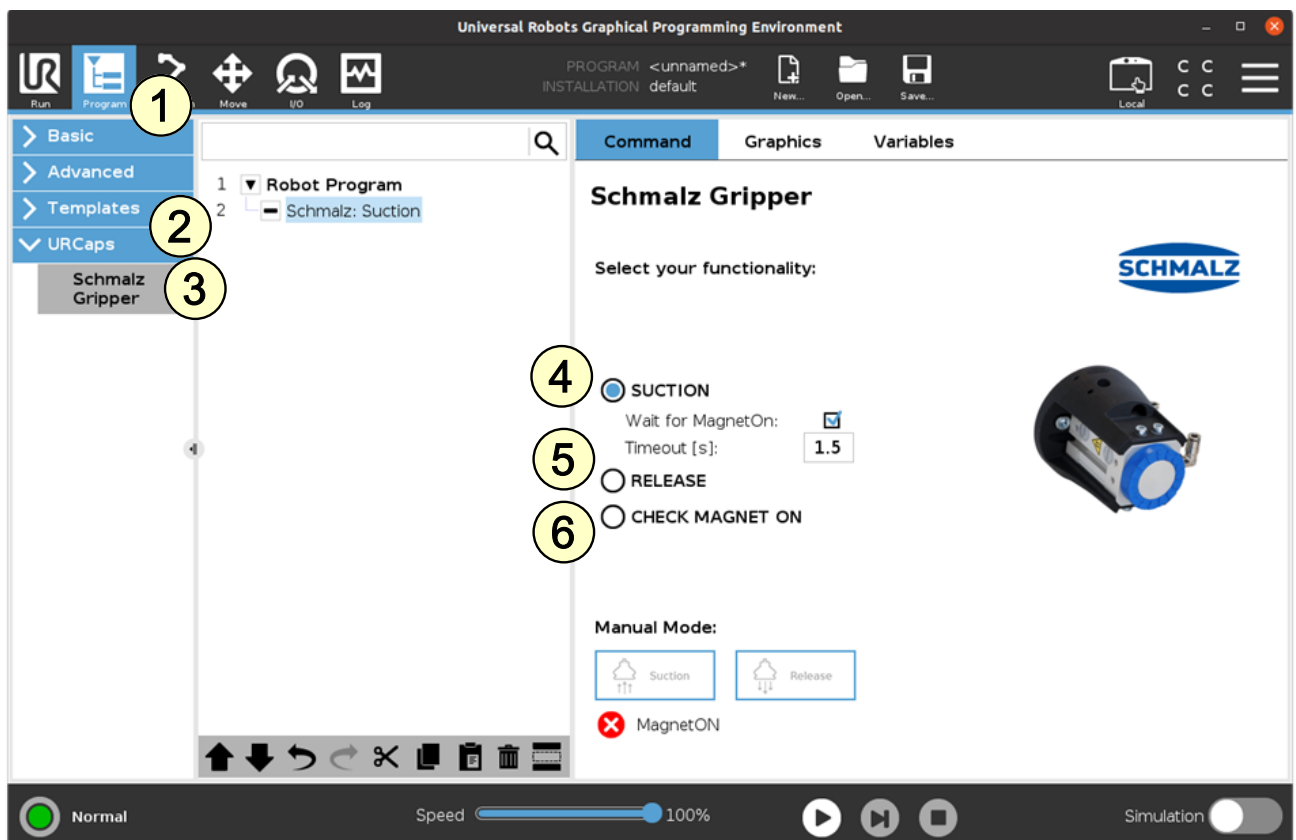 Universal Robots Graphical Programming Environment
PROGRAM <unnamed>*
INSTALLATION default
Run
Program
Move
I/O
Log
New...
Open...
Save...
Local
C C
C C
1
Basic
Advanced
Templates
2
URCaps
Schmalz
Gripper
3
1 Robot Program
2 Schmalz: Suction
Command Graphics Variables
Schmalz Gripper
Select your functionality:
SCHMALZ
4
SUCTION
Wait for MagnetOn:
Timeout [s]: 1.5
5
RELEASE
6
CHECK MAGNET ON
Manual Mode:
Suction
Release
MagnetON
Normal
Speed 100%
Simulation